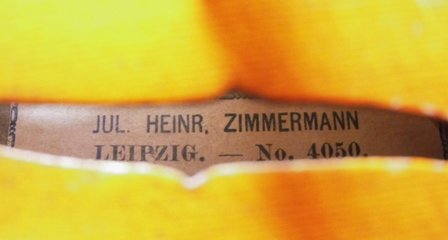 JUL. HEINR. ZIMMERMANN
LEIPZIG. — No. 4050.